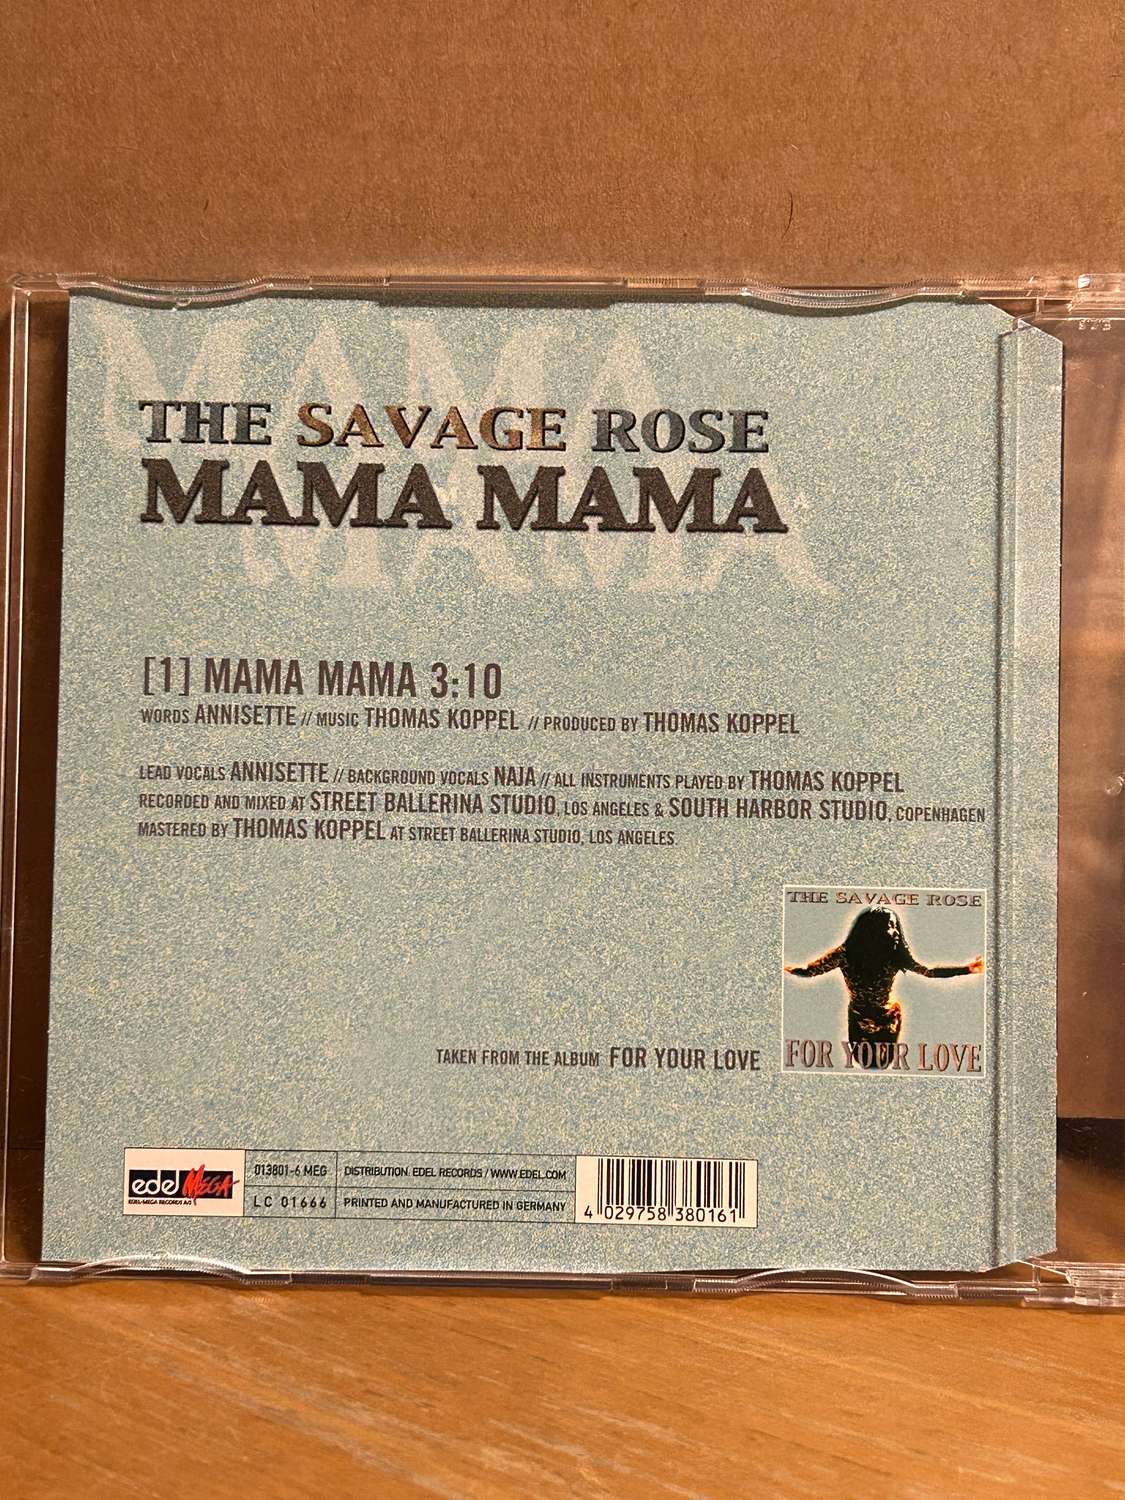 MAMA
THE SAVAGE ROSE
MAMA MAMA
MAMA
[1] MAMA MAMA 3:10
WORDS ANNISETTE // MUSIC THOMAS KOPPEL // PRODUCED BY THOMAS KOPPEL
LEAD VOCALS ANNISETTE // BACKGROUND VOCALS NAJA // ALL INSTRUMENTS PLAYED BY THOMAS KOPPEL
RECORDED AND MIXED AT STREET BALLERINA STUDIO, LOS ANGELES & SOUTH HARBOR STUDIO, COPENHAGEN
MASTERED BY THOMAS KOPPEL AT STREET BALLERINA STUDIO, LOS ANGELES
THE SAVAGE ROSE
FOR YOUR LOVE
TAKEN FROM THE ALBUM FOR YOUR LOVE
edel MEGA
EDEL-MEGA RECORDS A/S
013801-6 MEG
LC 01666
DISTRIBUTION: EDEL RECORDS / WWW.EDEL.COM
PRINTED AND MANUFACTURED IN GERMANY
4 029758 380161